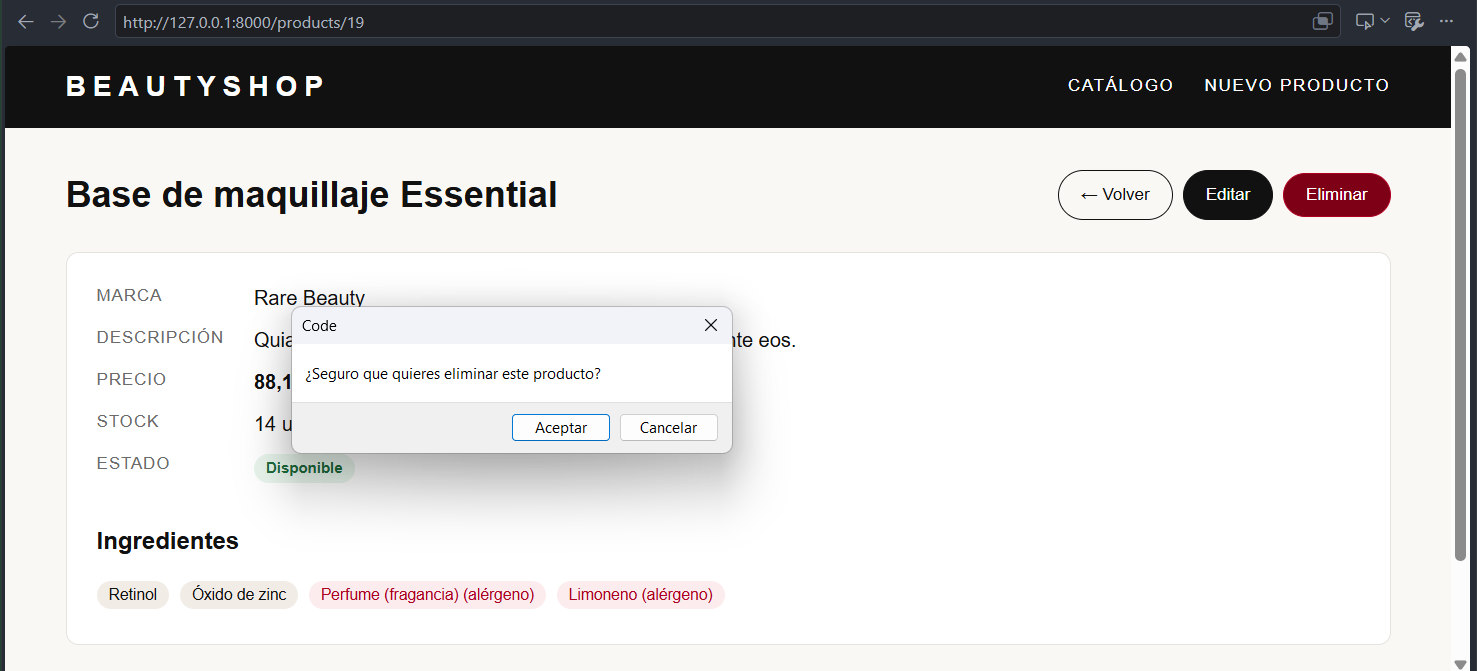 http://127.0.0.1:8000/products/19
BEAUTYSHOP
CATÁLOGO NUEVO PRODUCTO
Base de maquillaje Essential
← Volver Editar Eliminar
MARCA Rare Beauty
Code
DESCRIPCIÓN eos.
¿Seguro que quieres eliminar este producto?
PRECIO 88,1
STOCK 14
Aceptar Cancelar
ESTADO Disponible
Ingredientes
Retinol Óxido de zinc Perfume (fragancia) (alérgeno) Limoneno (alérgeno)